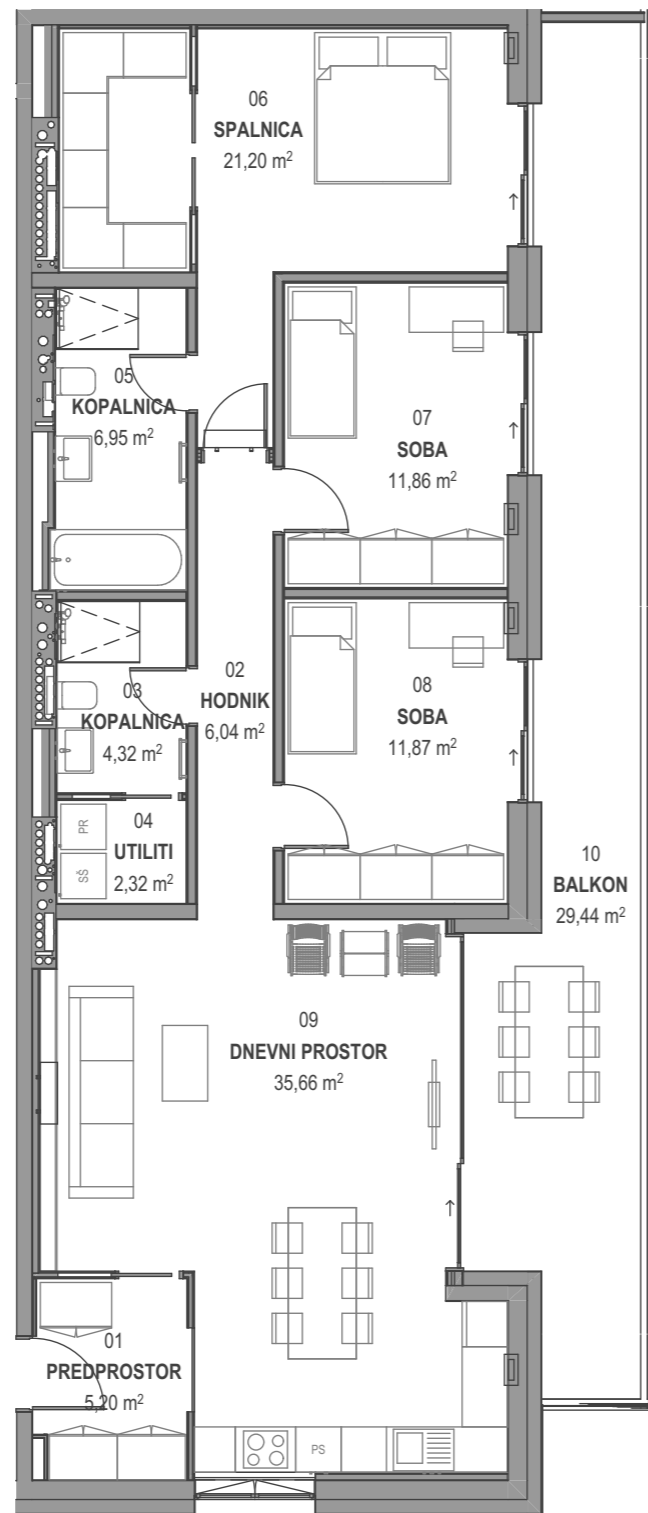 06
SPALNICA
21,20 m²
05
KOPALNICA
6,95 m²
07
SOBA
11,86 m²
02
HODNIK
6,04 m²
03
KOPALNICA
4,32 m²
08
SOBA
11,87 m²
PR
04
UTILITI
2,32 m²
SŠ
10
BALKON
29,44 m²
09
DNEVNI PROSTOR
35,66 m²
01
PREDPROSTOR
5,20 m²
PS